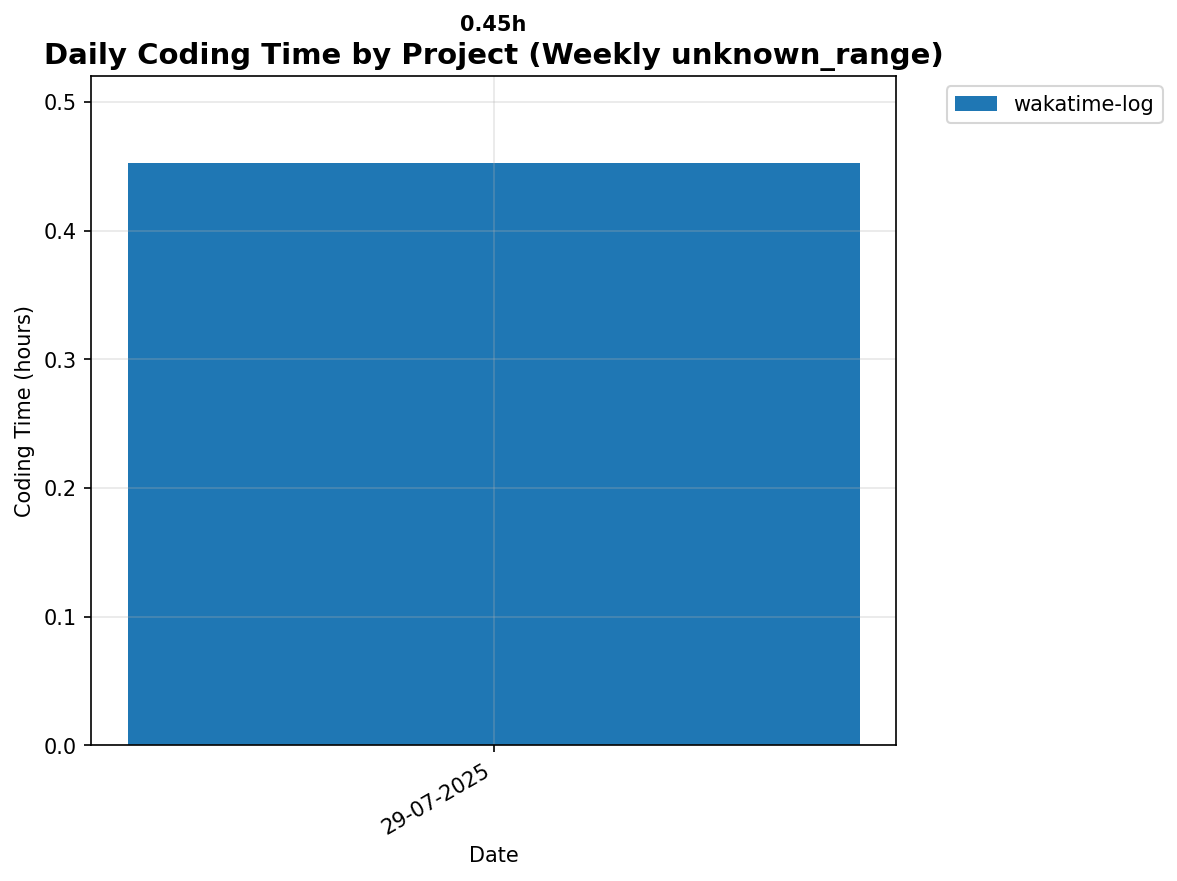 0.45h
Daily Coding Time by Project (Weekly unknown_range)
wakatime-log
0.5
0.4
0.3
0.2
0.1
0.0
Coding Time (hours)
29-07-2025
Date